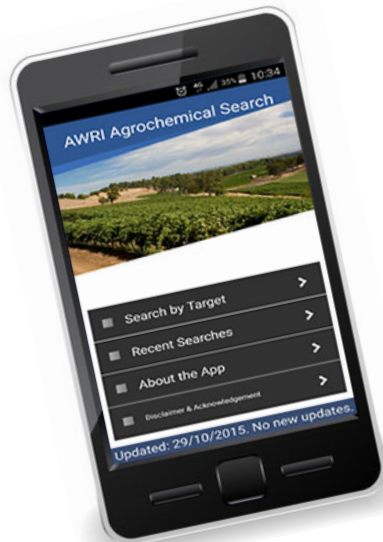 35% 10:34
AWRI Agrochemical Search
Search by Target
Recent Searches
About the App
Disclaimer & Acknowledgement
Updated: 29/10/2015. No new updates.